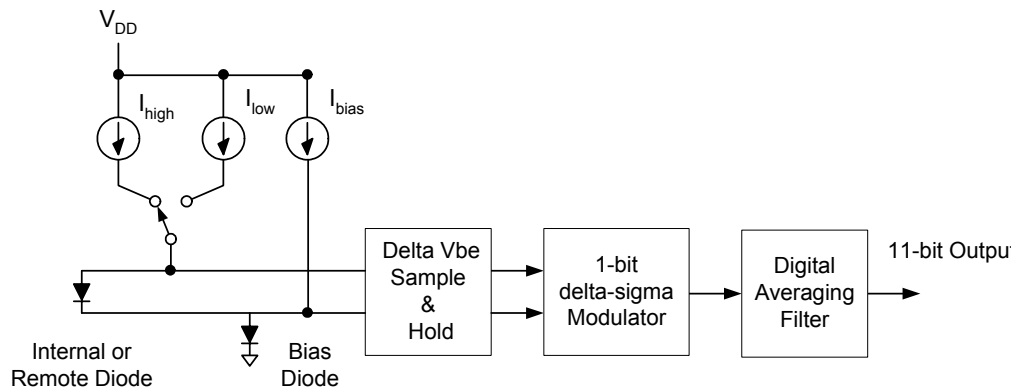 V_DD
I_high
I_low
I_bias
Delta Vbe
Sample
&
Hold
1-bit
delta-sigma
Modulator
Digital
Averaging
Filter
11-bit Output
Internal or
Remote Diode
Bias
Diode